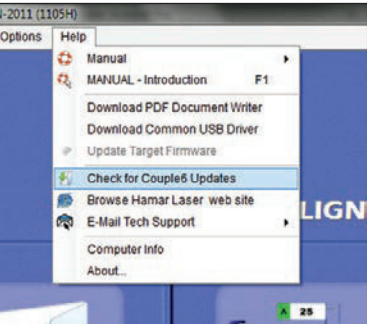 -2011 (1105H)
Options Help
Manual
MANUAL - Introduction F1
Download PDF Document Writer
Download Common USB Driver
Update Target Firmware
Check for Couple6 Updates
Browse Hamar Laser web site
E-Mail Tech Support
Computer Info
About...
LIGN
A 25